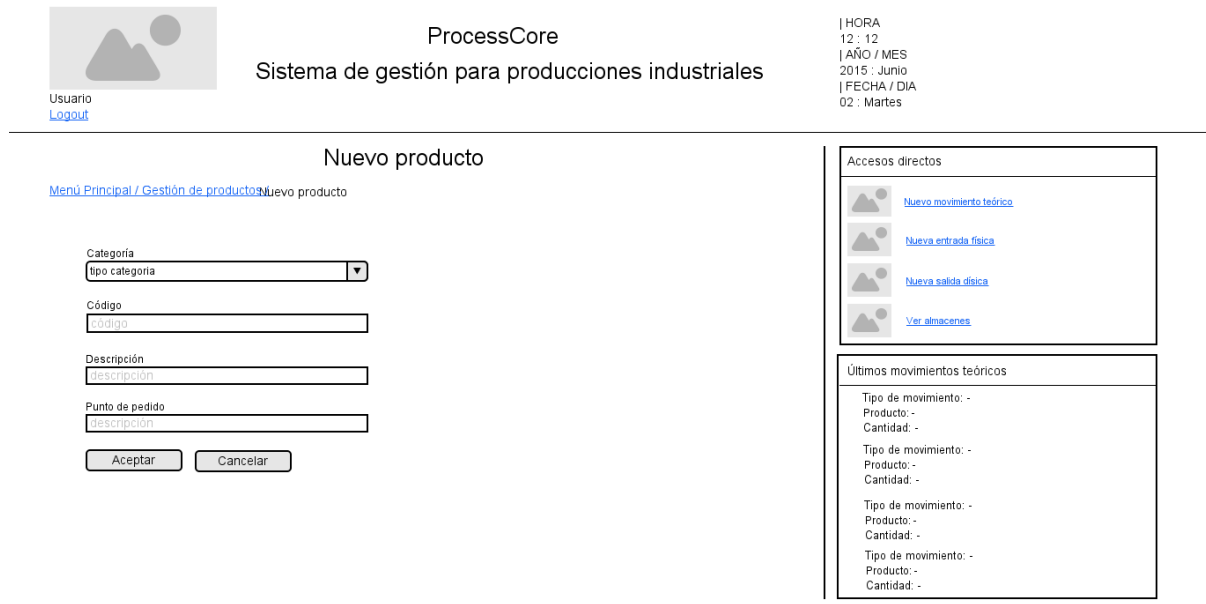 ProcessCore
Sistema de gestión para producciones industriales
| HORA
12 : 12
| AÑO / MES
2015 : Junio
| FECHA / DIA
02 : Martes
Usuario
Logout
Nuevo producto
Menú Principal / Gestión de productos / Nuevo producto
Categoría
tipo categoria
Código
código
Descripción
descripción
Punto de pedido
descripción
Aceptar
Cancelar
Accesos directos
Nuevo movimiento teórico
Nueva entrada física
Nueva salida dísica
Ver almacenes
Últimos movimientos teóricos
Tipo de movimiento: -
Producto: -
Cantidad: -
Tipo de movimiento: -
Producto: -
Cantidad: -
Tipo de movimiento: -
Producto: -
Cantidad: -
Tipo de movimiento: -
Producto: -
Cantidad: -